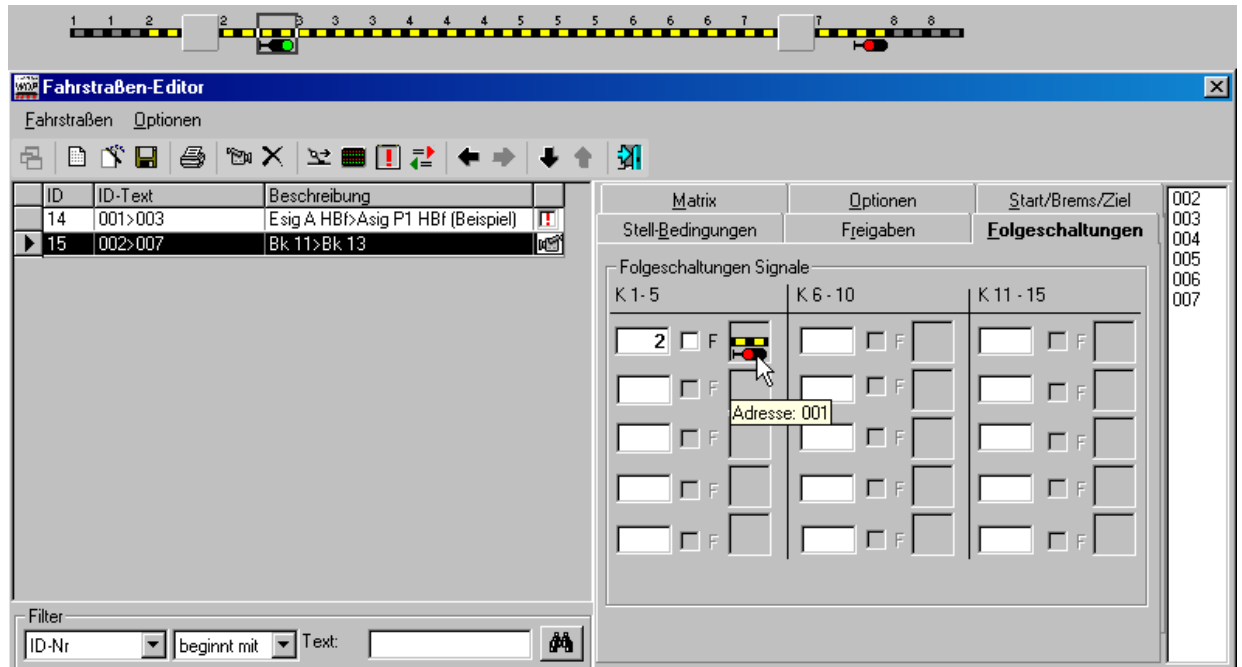 1 1 2 2 3 3 3 4 4 4 5 5 5 6 6 6 7 7 8 8
Fahrstraßen-Editor
Fahrstraßen Optionen
ID ID-Text Beschreibung
14 001>003 Esig A HBf>Asig P1 HBf (Beispiel)
15 002>007 Bk 11>Bk 13
Matrix Optionen Start/Brems/Ziel
Stell-Bedingungen Freigaben Folgeschaltungen
Folgeschaltungen Signale
K 1- 5 K 6 - 10 K 11 - 15
2 F F F
F F F
Adresse: 001
F F F
F F F
F F F
002
003
004
005
006
007
Filter
ID-Nr beginnt mit Text: